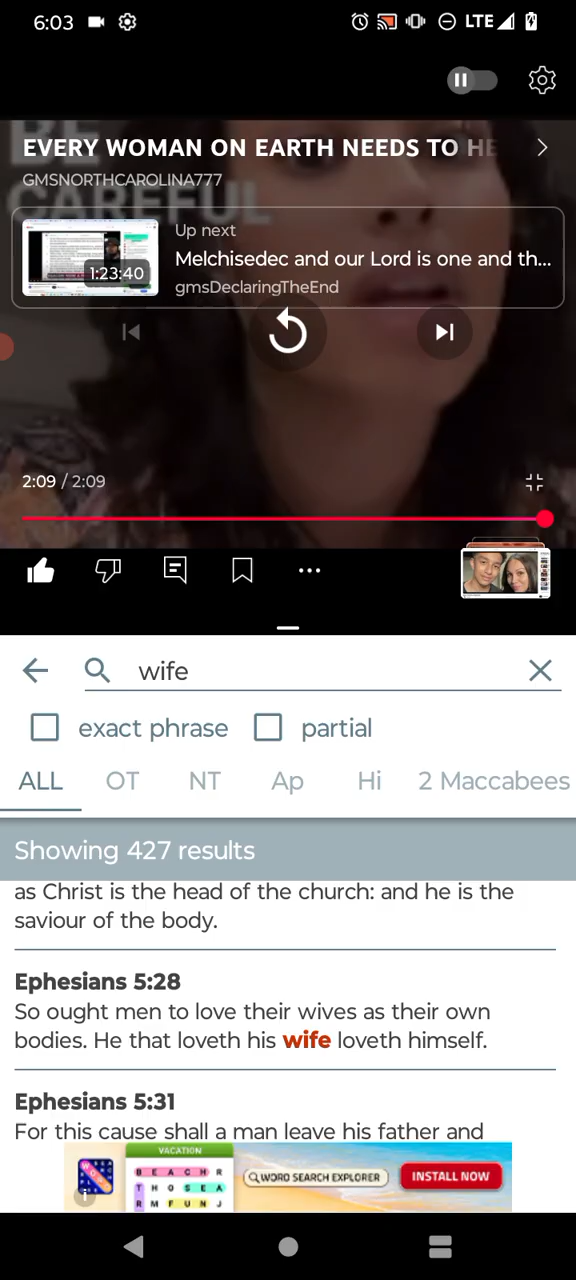 6:03
LTE
BE
CAREFUL
EVERY WOMAN ON EARTH NEEDS TO HE
GMSNORTHCAROLINA777
Up next
Melchisedec and our Lord is one and th...
gmsDeclaringTheEnd
1:23:40
2:09 / 2:09
wife
exact phrase
partial
ALL OT NT Ap Hi 2 Maccabees
Showing 427 results
as Christ is the head of the church: and he is the
saviour of the body.
Ephesians 5:28
So ought men to love their wives as their own
bodies. He that loveth his wife loveth himself.
Ephesians 5:31
For this cause shall a man leave his father and
VACATION
B E A C H R
T H O S E A
R M F U N J
WORD SEARCH EXPLORER
INSTALL NOW